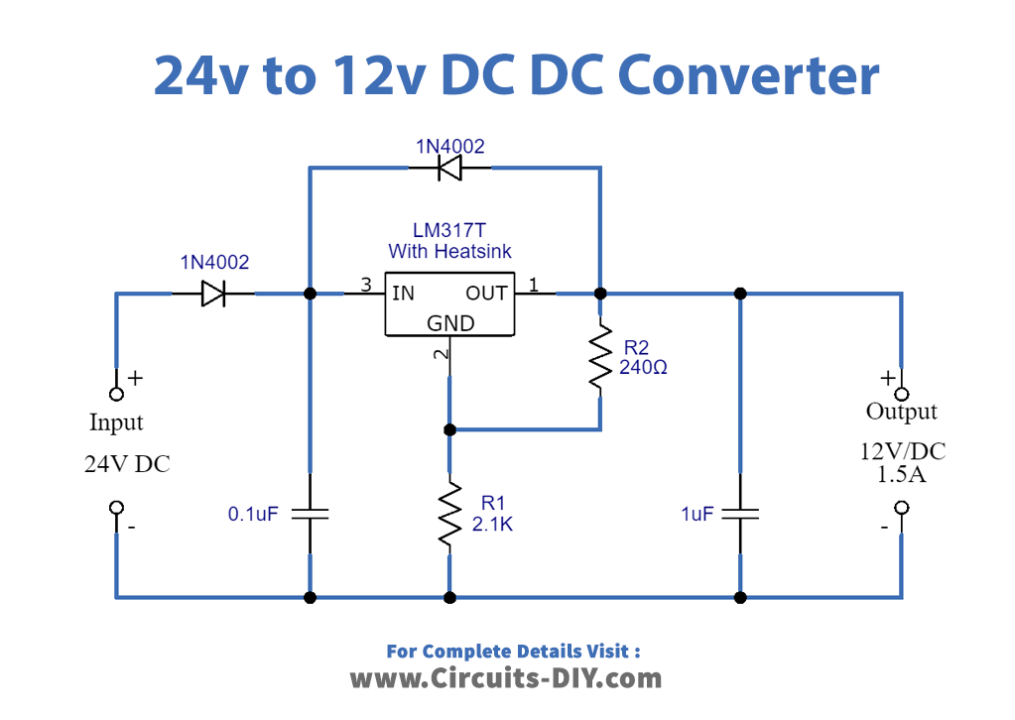 24v to 12v DC DC Converter
1N4002
LM317T
With Heatsink
1N4002
3
IN
OUT
1
GND
2
R2
240Ω
+
Input
24V DC
-
+
Output
12V/DC
1.5A
-
0.1uF
R1
2.1K
1uF
For Complete Details Visit :
www.Circuits-DIY.com